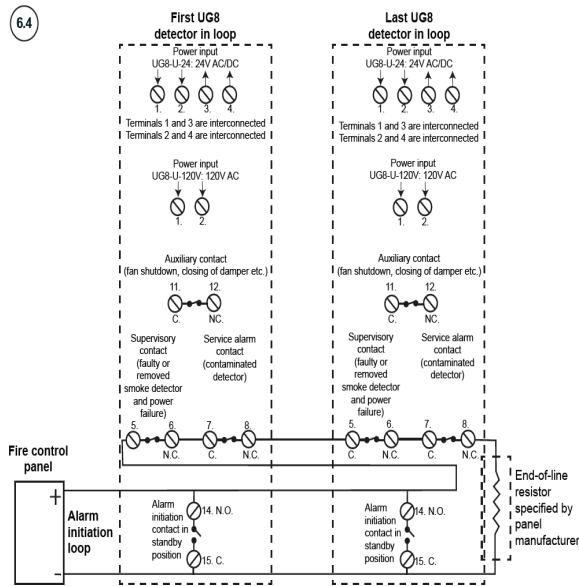 6.4
First UG8
detector in loop
Power input
UG8-U-24: 24V AC/DC
1. 2. 3. 4.
Terminals 1 and 3 are interconnected
Terminals 2 and 4 are interconnected
Power input
UG8-U-120V: 120V AC
1. 2.
Auxiliary contact
(fan shutdown, closing of damper etc.)
11. 12.
C. NC.
Supervisory
contact
(faulty or
removed
smoke detector
and power
failure)
Service alarm
contact
(contaminated
detector)
5. 6. 7. 8.
N.C. C. N.C.
Last UG8
detector in loop
Power input
UG8-U-24: 24V AC/DC
1. 2. 3. 4.
Terminals 1 and 3 are interconnected
Terminals 2 and 4 are interconnected
Power input
UG8-U-120V: 120V AC
1. 2.
Auxiliary contact
(fan shutdown, closing of damper etc.)
11. 12.
C. NC.
Supervisory
contact
(faulty or
removed
smoke detector
and power
failure)
Service alarm
contact
(contaminated
detector)
5. 6. 7. 8.
C. N.C. C. N.C.
Fire control
panel
+
–
Alarm
initiation
loop
Alarm
initiation
contact in
standby
position
14. N.O.
15. C.
Alarm
initiation
contact in
standby
position
14. N.O.
15. C.
End-of-line
resistor
specified by
panel
manufacturer